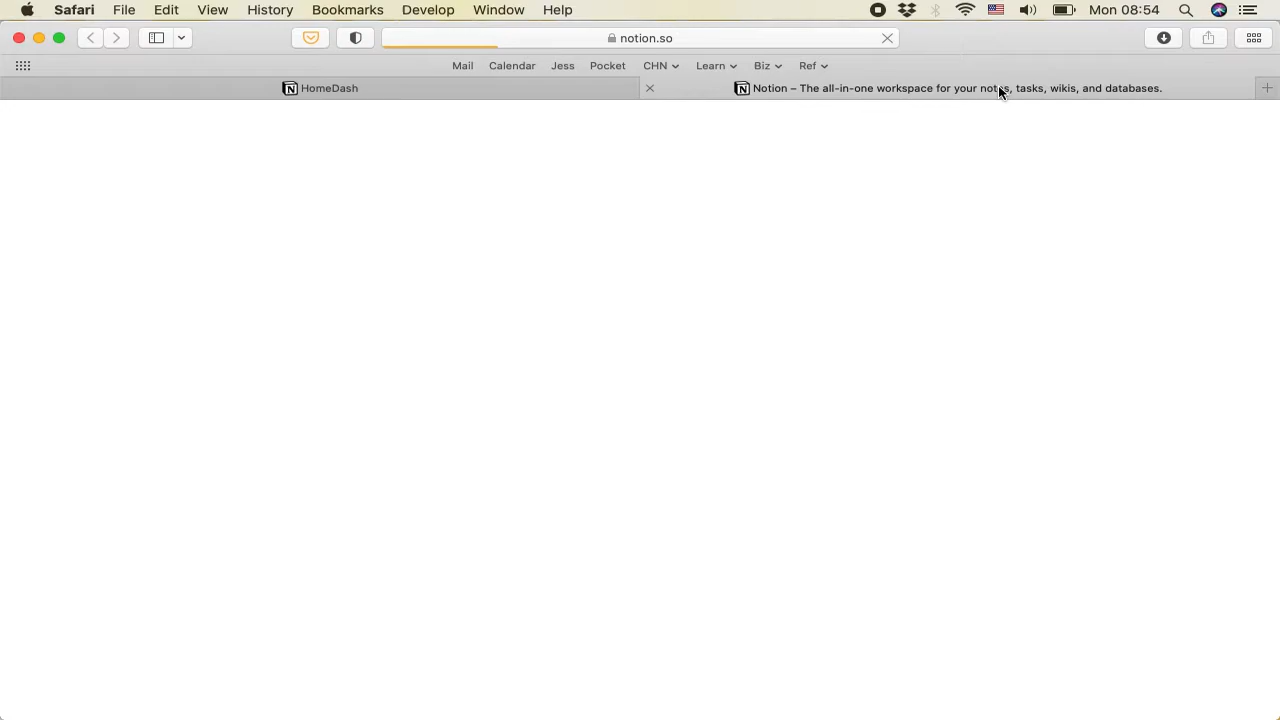 Safari File Edit View History Bookmarks Develop Window Help Mon 08:54
notion.so
Mail Calendar Jess Pocket CHN Learn Biz Ref
HomeDash Notion – The all-in-one workspace for your notes, tasks, wikis, and databases.